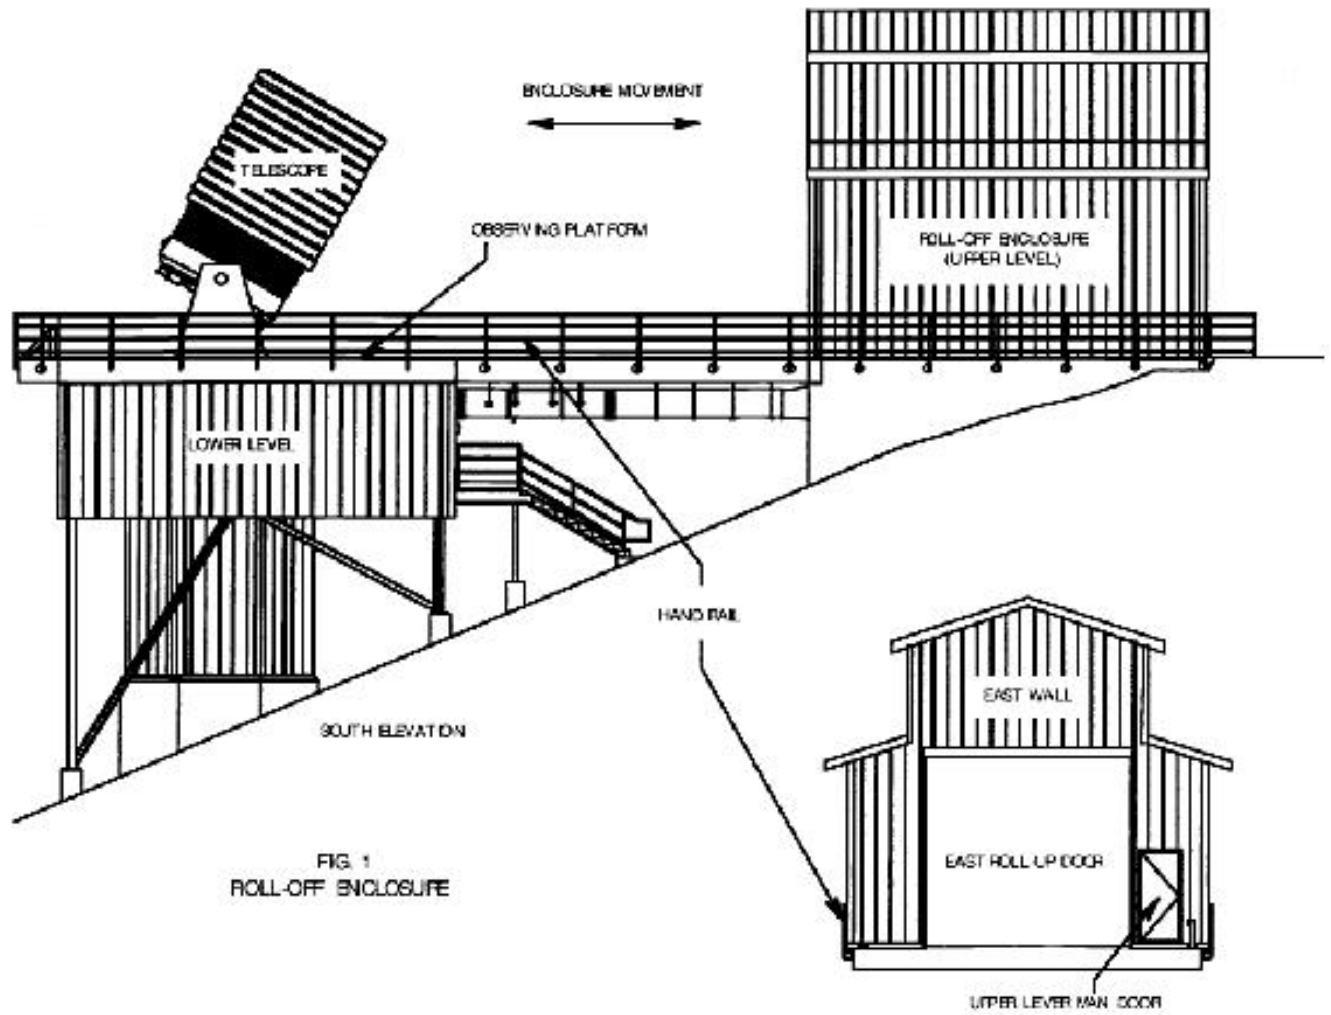 ENCLOSURE MOVEMENT
TELESCOPE
OBSERVING PLATFORM
ROLL-OFF ENCLOSURE
(UPPER LEVEL)
LOWER LEVEL
HAND RAIL
SOUTH ELEVATION
EAST WALL
EAST ROLL-UP DOOR
FIG. 1
ROLL-OFF ENCLOSURE
UPPER LEVER MAN DOOR